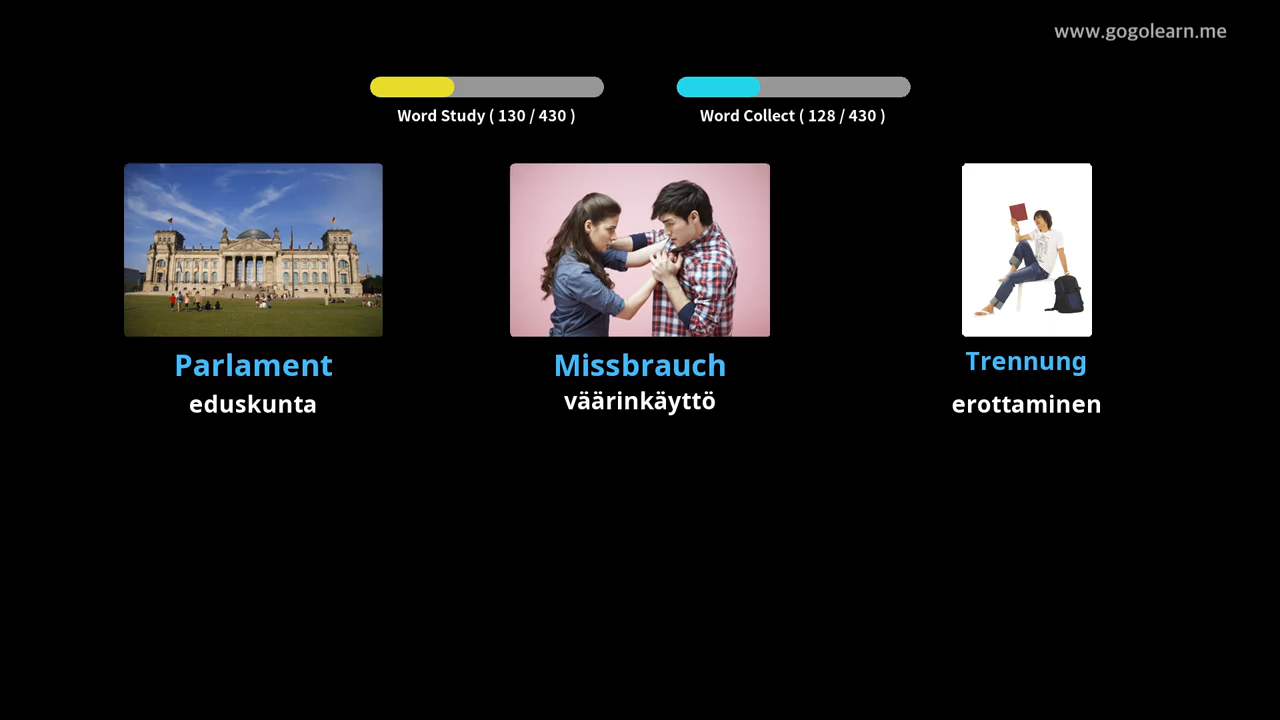 www.gogolearn.me
Word Study ( 130 / 430 )
Word Collect ( 128 / 430 )
Parlament
eduskunta
Missbrauch
väärinkäyttö
Trennung
erottaminen